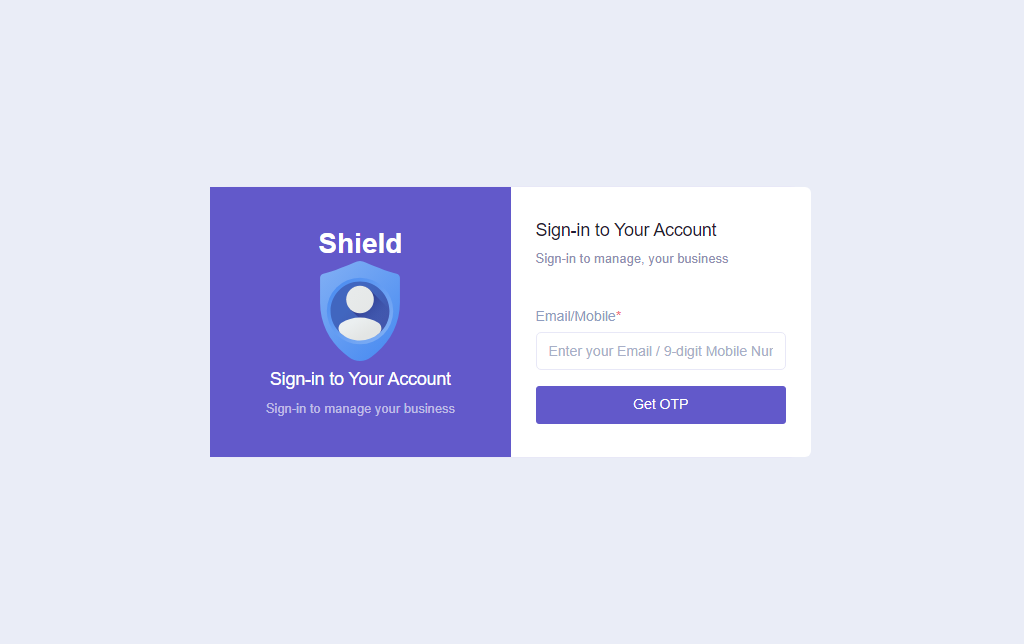 Shield
Sign-in to Your Account
Sign-in to manage your business
Sign-in to Your Account
Sign-in to manage, your business
Email/Mobile*
Enter your Email / 9-digit Mobile Nur
Get OTP